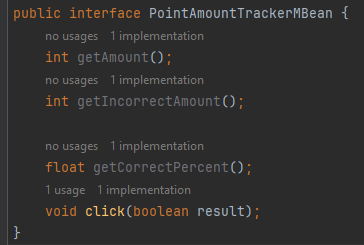 public interface PointAmountTrackerMBean {
no usages   1 implementation
int getAmount();
no usages   1 implementation
int getIncorrectAmount();
no usages   1 implementation
float getCorrectPercent();
1 usage   1 implementation
void click(boolean result);
}